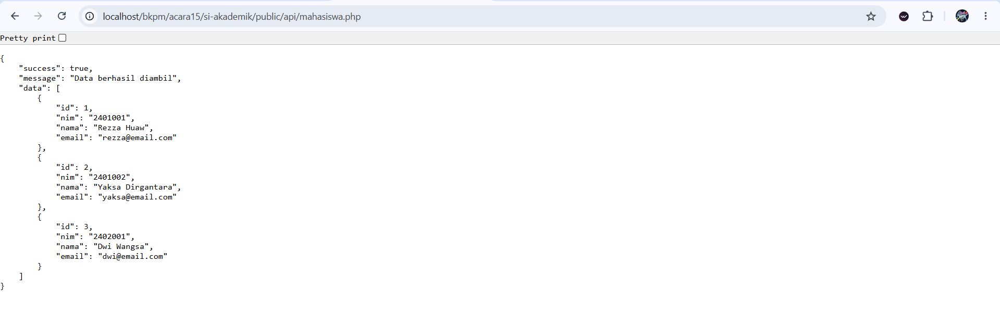 localhost/bkpm/acara15/si-akademik/public/api/mahasiswa.php
Pretty print
{
    "success": true,
    "message": "Data berhasil diambil",
    "data": [
        {
            "id": 1,
            "nim": "2401001",
            "nama": "Rezza Huaw",
            "email": "rezza@email.com"
        },
        {
            "id": 2,
            "nim": "2401002",
            "nama": "Yaksa Dirgantara",
            "email": "yaksa@email.com"
        },
        {
            "id": 3,
            "nim": "2402001",
            "nama": "Dwi Wangsa",
            "email": "dwi@email.com"
        }
    ]
}